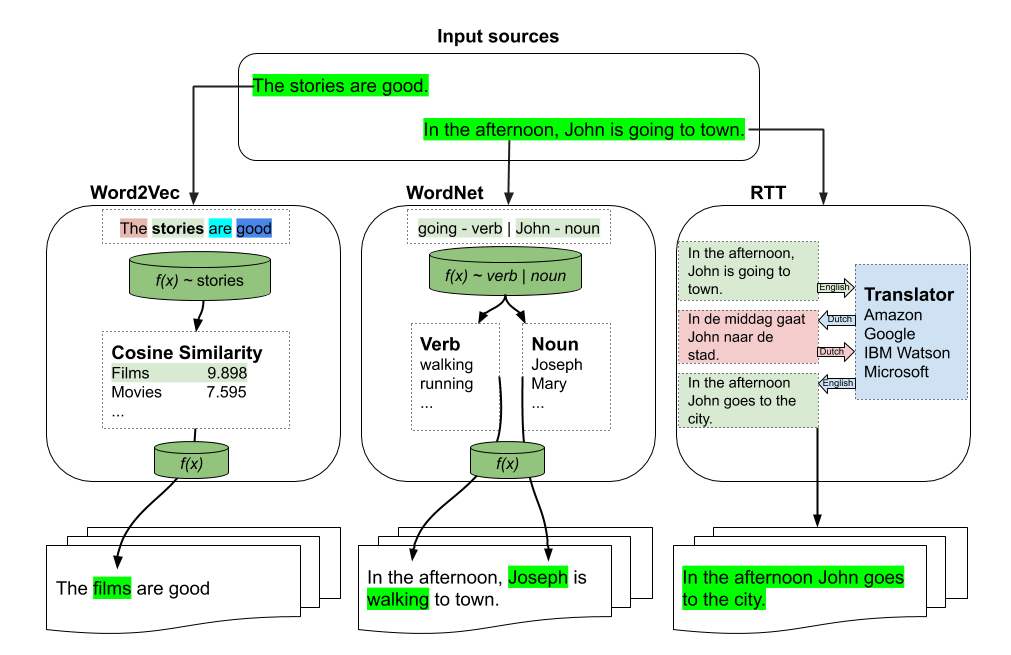 Input sources
The stories are good.
In the afternoon, John is going to town.
Word2Vec
The stories are good
f(x) ~ stories
Cosine Similarity
Films 9.898
Movies 7.595
...
f(x)
The films are good
WordNet
going - verb | John - noun
f(x) ~ verb | noun
Verb
walking
running
...
Noun
Joseph
Mary
...
f(x)
In the afternoon, Joseph is
walking to town.
RTT
In the afternoon,
John is going to
town.
English
In de middag gaat
John naar de
stad.
Dutch
Dutch
In the afternoon
John goes to the
city.
English
Translator
Amazon
Google
IBM Watson
Microsoft
In the afternoon John goes
to the city.